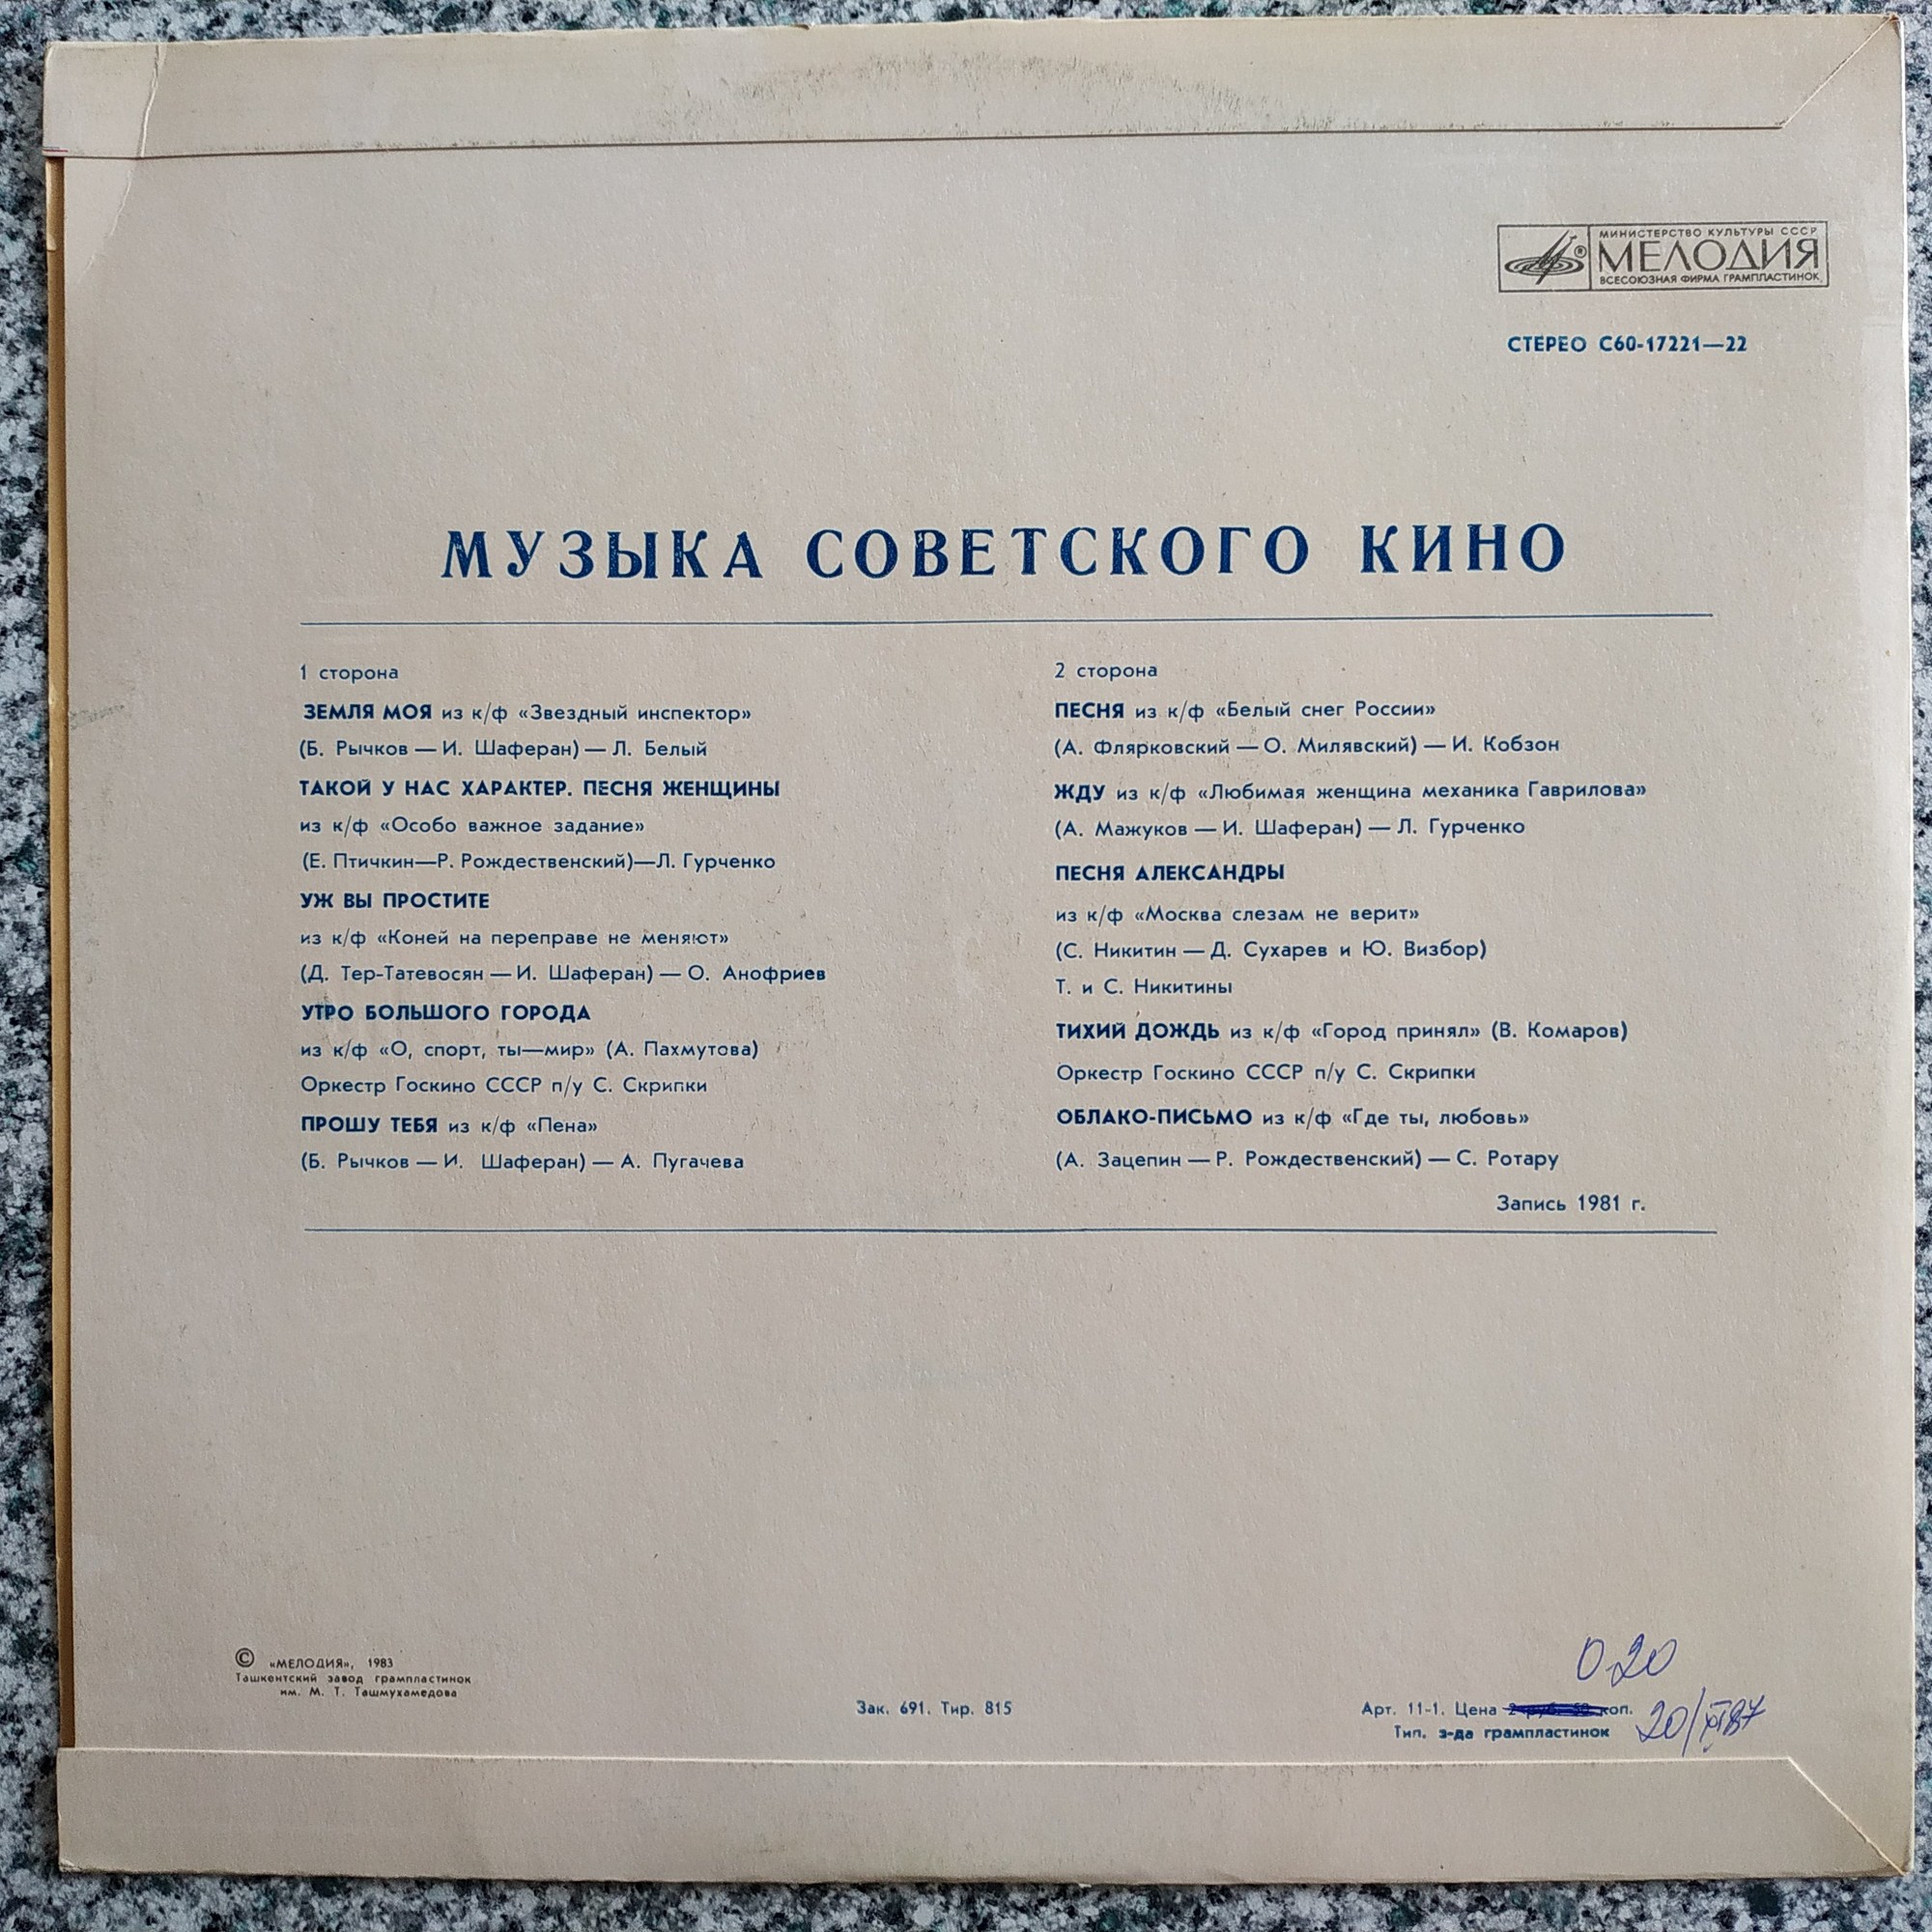 МИНИСТЕРСТВО КУЛЬТУРЫ СССР
МЕЛОДИЯ
ВСЕСОЮЗНАЯ ФИРМА ГРАМПЛАСТИНОК
СТЕРЕО С60-17221—22
МУЗЫКА СОВЕТСКОГО КИНО
1 сторона
ЗЕМЛЯ МОЯ из к/ф «Звездный инспектор»
(Б. Рычков — И. Шаферан) — Л. Белый
ТАКОЙ У НАС ХАРАКТЕР. ПЕСНЯ ЖЕНЩИНЫ
из к/ф «Особо важное задание»
(Е. Птичкин—Р. Рождественский)—Л. Гурченко
УЖ ВЫ ПРОСТИТЕ
из к/ф «Коней на переправе не меняют»
(Д. Тер-Татевосян — И. Шаферан) — О. Анофриев
УТРО БОЛЬШОГО ГОРОДА
из к/ф «О, спорт, ты—мир» (А. Пахмутова)
Оркестр Госкино СССР п/у С. Скрипки
ПРОШУ ТЕБЯ из к/ф «Пена»
(Б. Рычков — И. Шаферан) — А. Пугачева
2 сторона
ПЕСНЯ из к/ф «Белый снег России»
(А. Флярковский — О. Милявский) — И. Кобзон
ЖДУ из к/ф «Любимая женщина механика Гаврилова»
(А. Мажуков — И. Шаферан) — Л. Гурченко
ПЕСНЯ АЛЕКСАНДРЫ
из к/ф «Москва слезам не верит»
(С. Никитин — Д. Сухарев и Ю. Визбор)
Т. и С. Никитины
ТИХИЙ ДОЖДЬ из к/ф «Город принял» (В. Комаров)
Оркестр Госкино СССР п/у С. Скрипки
ОБЛАКО-ПИСЬМО из к/ф «Где ты, любовь»
(А. Зацепин — Р. Рождественский) — С. Ротару
Запись 1981 г.
© «МЕЛОДИЯ», 1983
Ташкентский завод грампластинок
им. М. Т. Ташмухамедова
Зак. 691. Тир. 815
0-20
Арт. 11-1. Цена коп.
Тип. з-да грампластинок